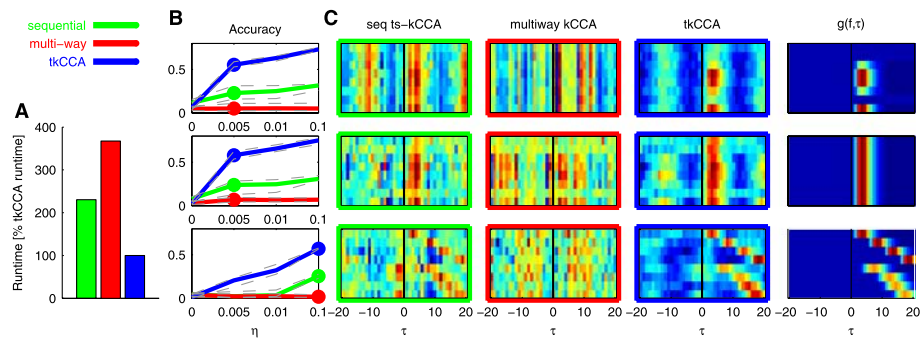 sequential
multi-way
tkCCA
A
Runtime [% tkCCA runtime]
400
300
200
100
0
B
Accuracy
0.5
0
0 0.005 0.01 0.1
0.5
0
0 0.005 0.01 0.1
0.5
0
0 0.005 0.01 0.1
η
C
seq ts-kCCA
multiway kCCA
tkCCA
g(f,τ)
-20 -10 0 10 20
τ
-20 -10 0 10 20
τ
-20 -10 0 10 20
τ
-20 -10 0 10 20
τ